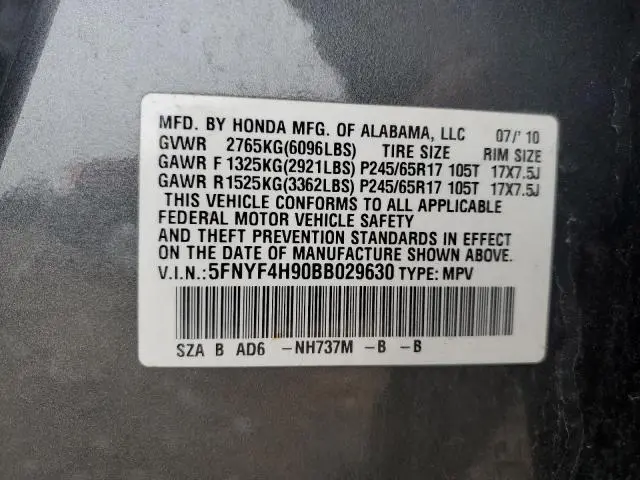 MFD. BY HONDA MFG. OF ALABAMA, LLC 07/'10
GVWR 2765KG(6096LBS) TIRE SIZE RIM SIZE
GAWR F 1325KG(2921LBS) P245/65R17 105T 17X7.5J
GAWR R 1525KG(3362LBS) P245/65R17 105T 17X7.5J
THIS VEHICLE CONFORMS TO ALL APPLICABLE
FEDERAL MOTOR VEHICLE SAFETY
AND THEFT PREVENTION STANDARDS IN EFFECT
ON THE DATE OF MANUFACTURE SHOWN ABOVE.
V.I.N.: 5FNYF4H90BB029630 TYPE: MPV
SZA B AD6 -NH737M -B -B